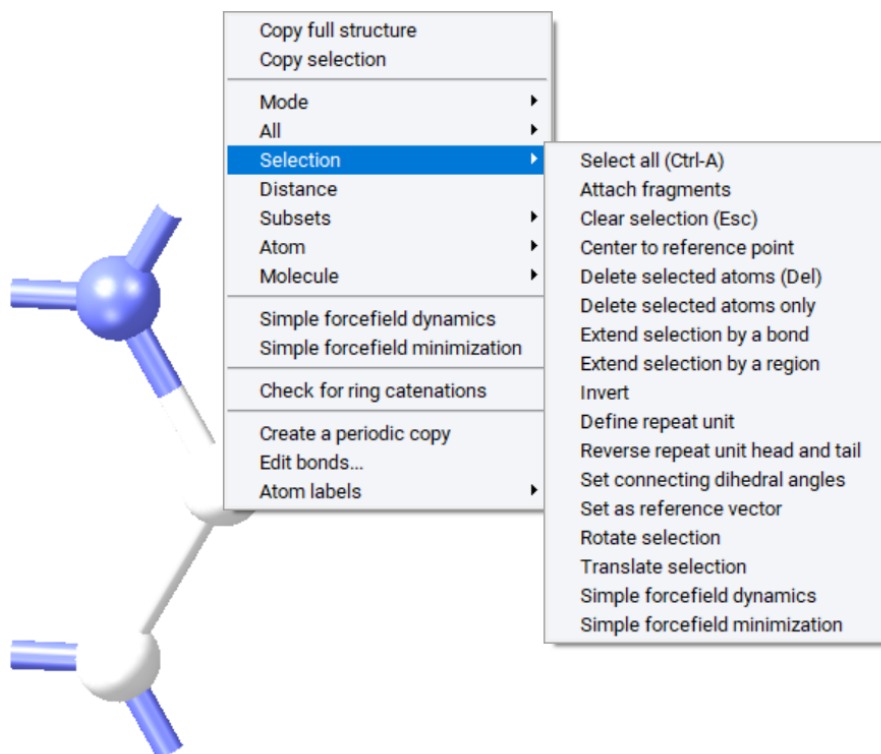 Copy full structure
Copy selection
Mode
All
Selection
Distance
Subsets
Atom
Molecule
Simple forcefield dynamics
Simple forcefield minimization
Check for ring catenations
Create a periodic copy
Edit bonds...
Atom labels
Select all (Ctrl-A)
Attach fragments
Clear selection (Esc)
Center to reference point
Delete selected atoms (Del)
Delete selected atoms only
Extend selection by a bond
Extend selection by a region
Invert
Define repeat unit
Reverse repeat unit head and tail
Set connecting dihedral angles
Set as reference vector
Rotate selection
Translate selection
Simple forcefield dynamics
Simple forcefield minimization